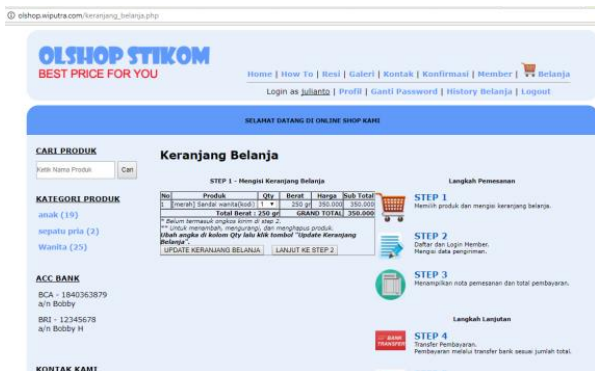 olshop.wiputra.com/keranjang_belanja.php
OLSHOP STIKOM
BEST PRICE FOR YOU
Home | How To | Resi | Galeri | Kontak | Konfirmasi | Member | Belanja
Login as Julianto | Profil | Ganti Password | History Belanja | Logout
SELAMAT DATANG DI ONLINE SHOP KAMI
CARI PRODUK
Ketik Nama Produk Cari
KATEGORI PRODUK
anak (19)
sepatu pria (2)
Wanita (25)
ACC BANK
BCA - 1840363879
a/n Bobby
BRI - 12345678
a/n Bobby H
KONTAK KAMI
Keranjang Belanja
STEP 1 - Mengisi Keranjang Belanja
No Produk Qty Berat Harga Sub Total
1 [merah] Sandal wanita(kodi) 1 250 gr 350.000 350.000
Total Berat : 250 gr GRAND TOTAL 350.000
* Belum termasuk ongkos kirim di step 2.
** Untuk menambah, mengurangi, dan menghapus produk.
Ubah angka di kolom Qty lalu klik tombol "Update Keranjang
Belanja".
UPDATE KERANJANG BELANJA LANJUT KE STEP 2
Langkah Pemesanan
STEP 1
Memilih produk dan mengisi keranjang belanja.
STEP 2
Daftar dan Login Member.
Mengisi data pengiriman.
STEP 3
Menampilkan nota pemesanan dan total pembayaran.
Langkah Lanjutan
BANK
TRANSFER
STEP 4
Transfer Pembayaran.
Pembayaran melalui transfer bank sesuai jumlah total.